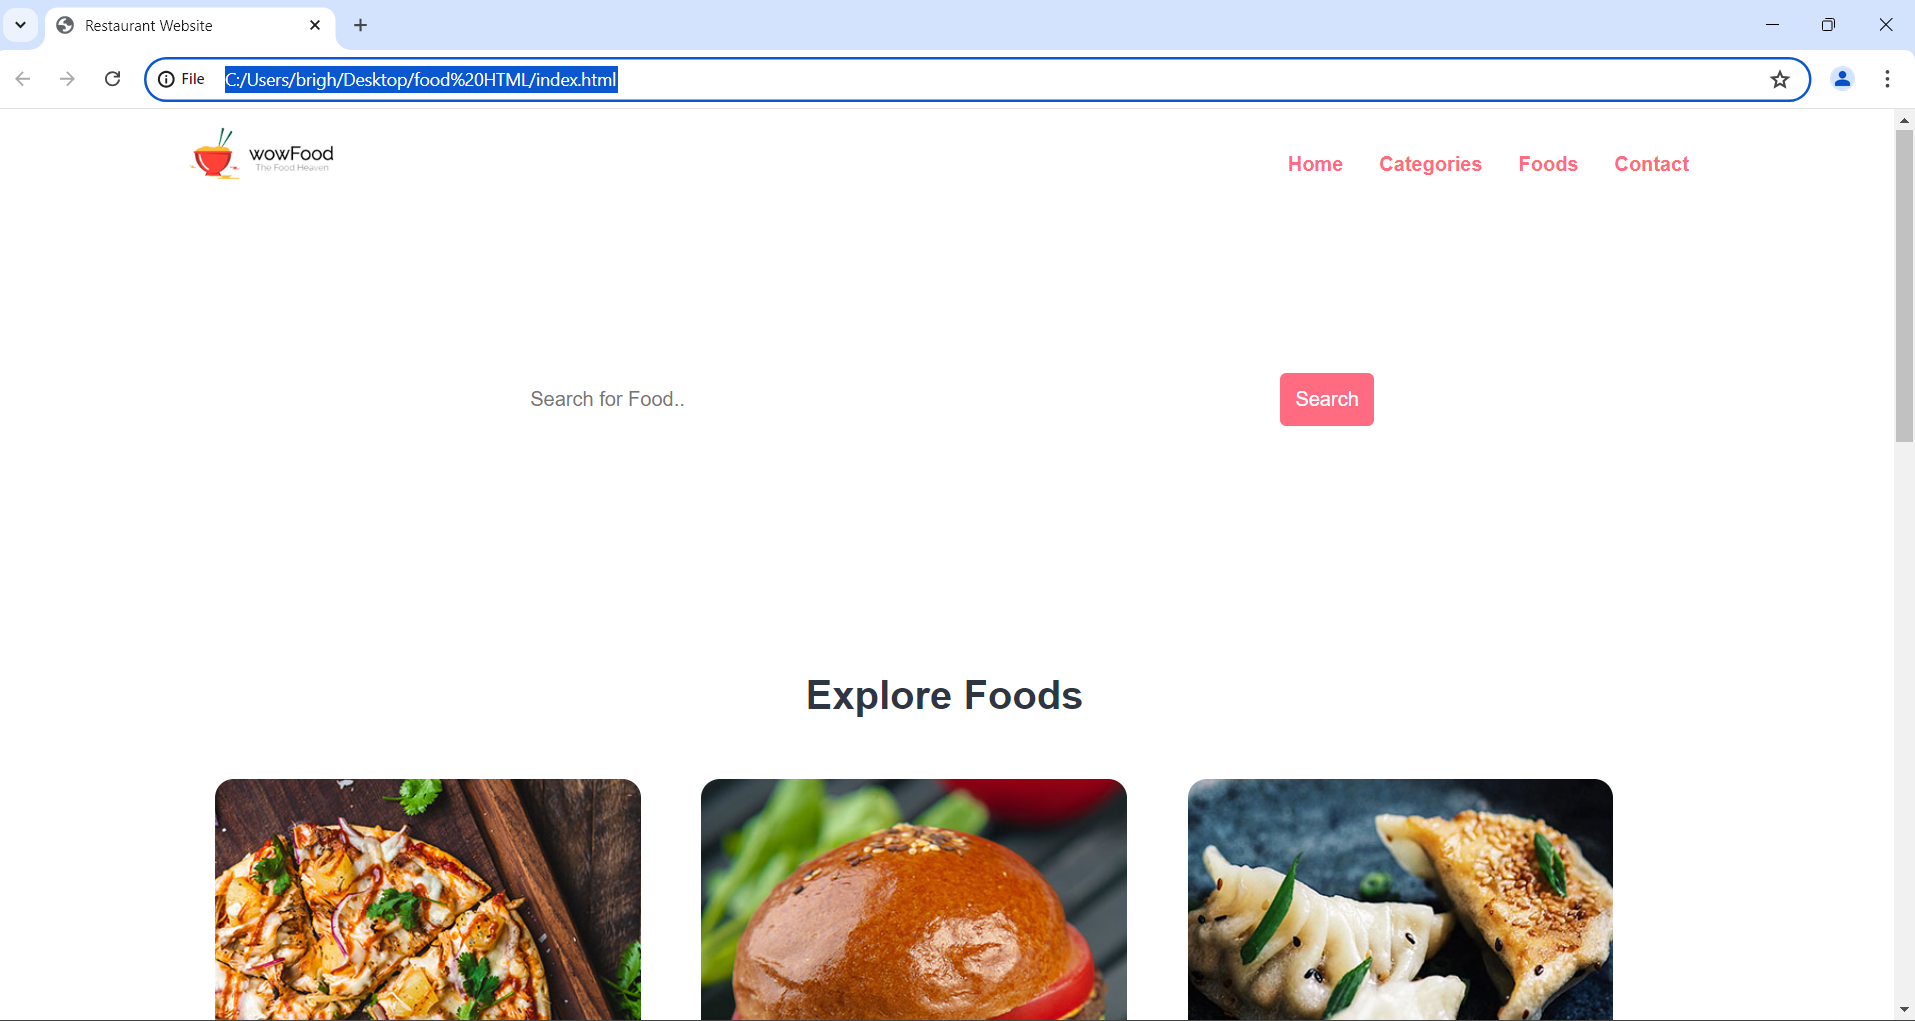 Restaurant Website
File C:/Users/brigh/Desktop/food%20HTML/index.html
wowFood
The Food Heaven
Home Categories Foods Contact
Search for Food.. Search
Explore Foods